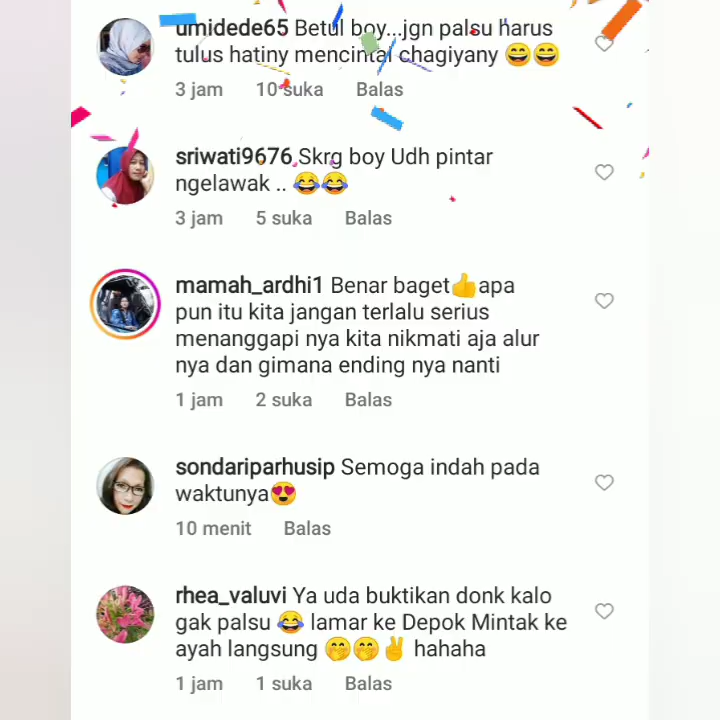 umidede65 Betul boy...jgn palsu harus
tulus hatiny mencintai chagiyany 😄😄
3 jam 10 suka Balas
sriwati9676 Skrg boy Udh pintar
ngelawak .. 😂😂
3 jam 5 suka Balas
mamah_ardhi1 Benar baget👍apa
pun itu kita jangan terlalu serius
menanggapi nya kita nikmati aja alur
nya dan gimana ending nya nanti
1 jam 2 suka Balas
sondariparhusip Semoga indah pada
waktunya😍
10 menit Balas
rhea_valuvi Ya uda buktikan donk kalo
gak palsu 😂 lamar ke Depok Mintak ke
ayah langsung 🤭🤭✌ hahaha
1 jam 1 suka Balas